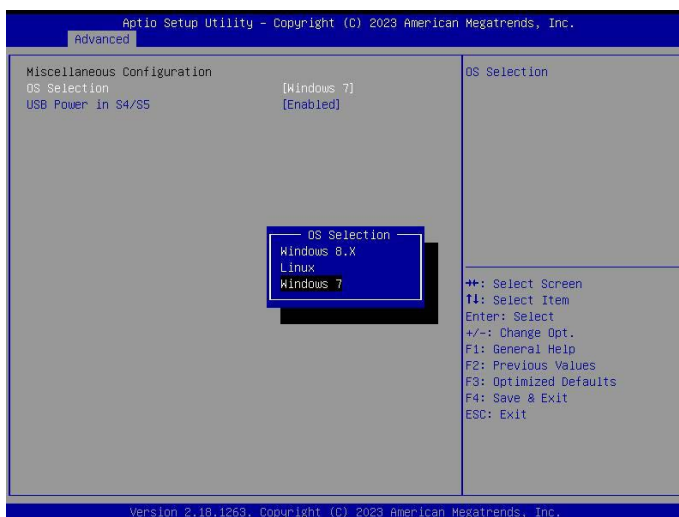 Aptio Setup Utility – Copyright (C) 2023 American Megatrends, Inc.
Advanced
Miscellaneous Configuration
OS Selection [Windows 7]
USB Power in S4/S5 [Enabled]
OS Selection
OS Selection
Windows 8.X
Linux
Windows 7
→←: Select Screen
↑↓: Select Item
Enter: Select
+/-: Change Opt.
F1: General Help
F2: Previous Values
F3: Optimized Defaults
F4: Save & Exit
ESC: Exit
Version 2.18.1263. Copyright (C) 2023 American Megatrends, Inc.